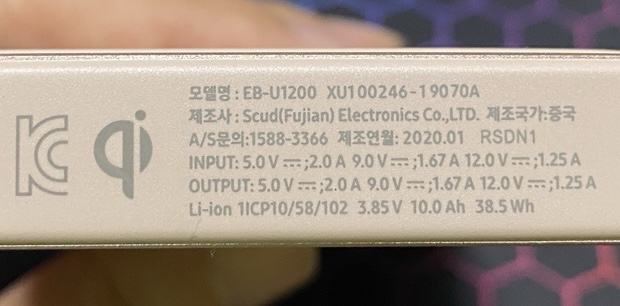 모델명 : EB-U1200 XU100246-19070A
제조사 : Scud(Fujian) Electronics Co.,LTD. 제조국가:중국
A/S문의:1588-3366 제조연월: 2020.01 RSDN1
INPUT: 5.0 V ⎓;2.0 A 9.0 V ⎓;1.67 A 12.0 V ⎓;1.25 A
OUTPUT: 5.0 V ⎓;2.0 A 9.0 V ⎓;1.67 A 12.0 V ⎓;1.25 A
Li-ion 1ICP10/58/102 3.85 V 10.0 Ah 38.5 Wh
KC
qi